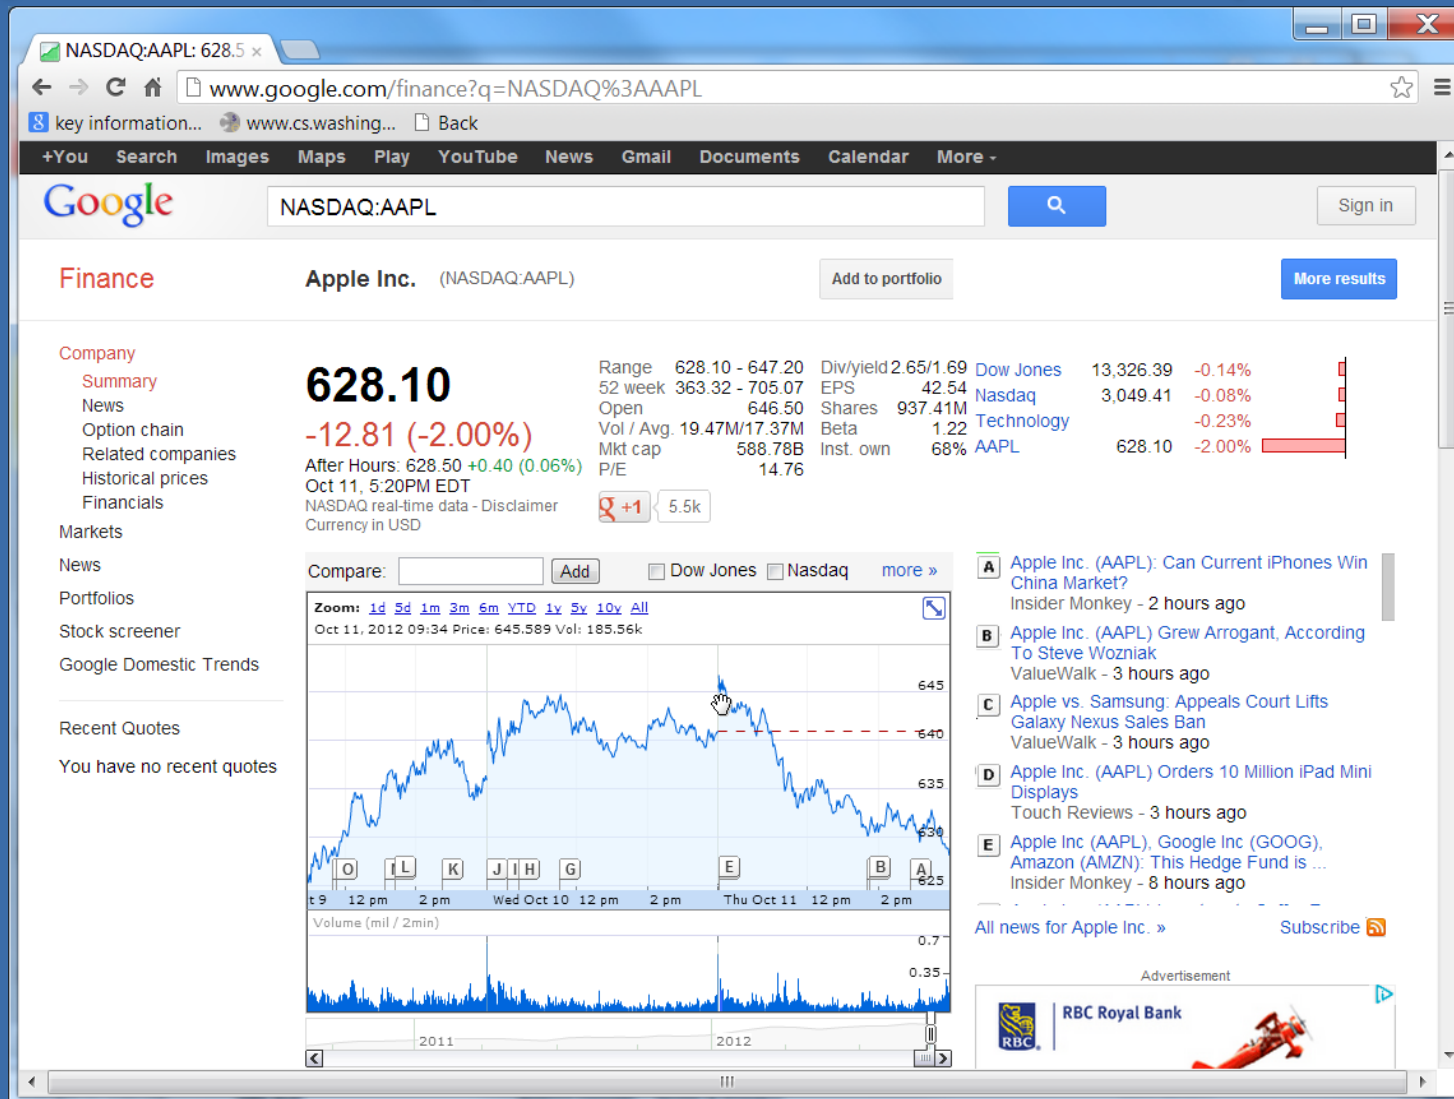 NASDAQ:AAPL: 628.5
www.google.com/finance?q=NASDAQ%3AAAPL
key information... www.cs.washing... Back
+You Search Images Maps Play YouTube News Gmail Documents Calendar More
Google NASDAQ:AAPL Sign in
Finance Apple Inc. (NASDAQ:AAPL) Add to portfolio More results
Company
Summary
News
Option chain
Related companies
Historical prices
Financials
Markets
News
Portfolios
Stock screener
Google Domestic Trends
Recent Quotes
You have no recent quotes
628.10
-12.81 (-2.00%)
After Hours: 628.50 +0.40 (0.06%)
Oct 11, 5:20PM EDT
NASDAQ real-time data - Disclaimer
Currency in USD
Range 628.10 - 647.20
52 week 363.32 - 705.07
Open 646.50
Vol / Avg. 19.47M/17.37M
Mkt cap 588.78B
P/E 14.76
Div/yield 2.65/1.69
EPS 42.54
Shares 937.41M
Beta 1.22
Inst. own 68%
g +1 5.5k
Dow Jones 13,326.39 -0.14%
Nasdaq 3,049.41 -0.08%
Technology -0.23%
AAPL 628.10 -2.00%
Compare: Add Dow Jones Nasdaq more »
Zoom: 1d 5d 1m 3m 6m YTD 1y 5y 10y All
Oct 11, 2012 09:34 Price: 645.589 Vol: 185.56k
645
640
635
630
625
O L K J I H G E B A
t 9 12 pm 2 pm Wed Oct 10 12 pm 2 pm Thu Oct 11 12 pm 2 pm
Volume (mil / 2min)
0.7
0.35
2011 2012
A Apple Inc. (AAPL): Can Current iPhones Win
China Market?
Insider Monkey - 2 hours ago
B Apple Inc. (AAPL) Grew Arrogant, According
To Steve Wozniak
ValueWalk - 3 hours ago
C Apple vs. Samsung: Appeals Court Lifts
Galaxy Nexus Sales Ban
ValueWalk - 3 hours ago
D Apple Inc. (AAPL) Orders 10 Million iPad Mini
Displays
Touch Reviews - 3 hours ago
E Apple Inc (AAPL), Google Inc (GOOG),
Amazon (AMZN): This Hedge Fund is ...
Insider Monkey - 8 hours ago
All news for Apple Inc. » Subscribe
Advertisement
RBC RBC Royal Bank